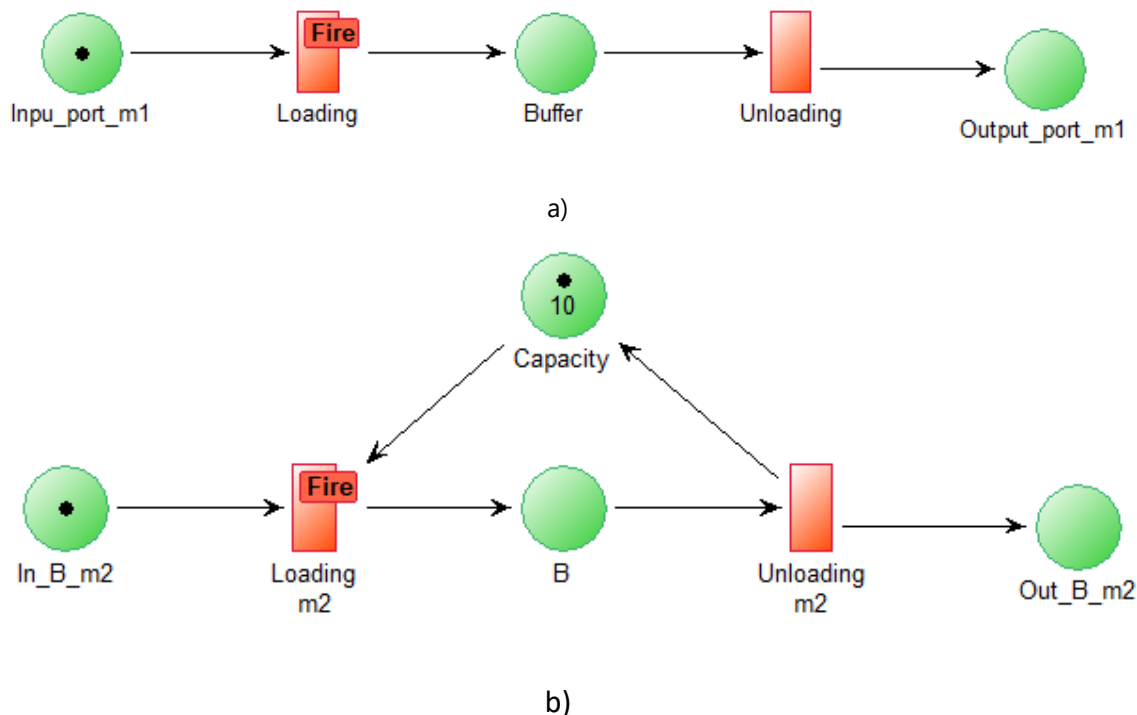 Fire
Inpu_port_m1
Loading
Buffer
Unloading
Output_port_m1
a)
10
Capacity
Fire
In_B_m2
Loading
m2
B
Unloading
m2
Out_B_m2
b)